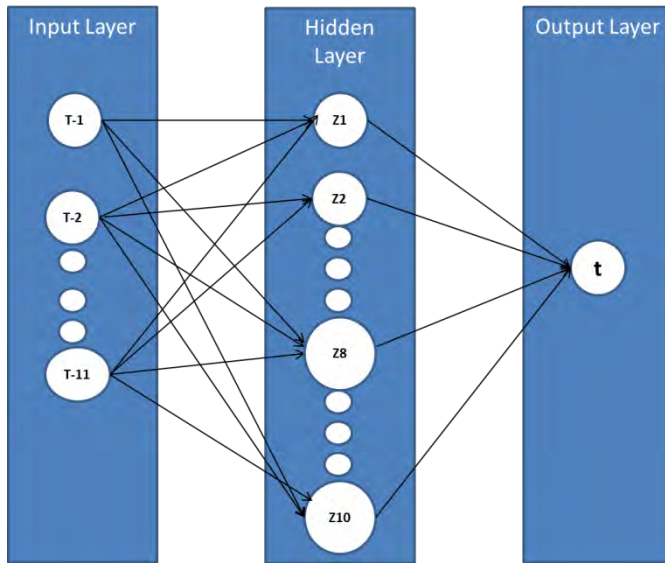 Input Layer
Hidden
Layer
Output Layer
T-1
T-2
T-11
Z1
Z2
Z8
Z10
t